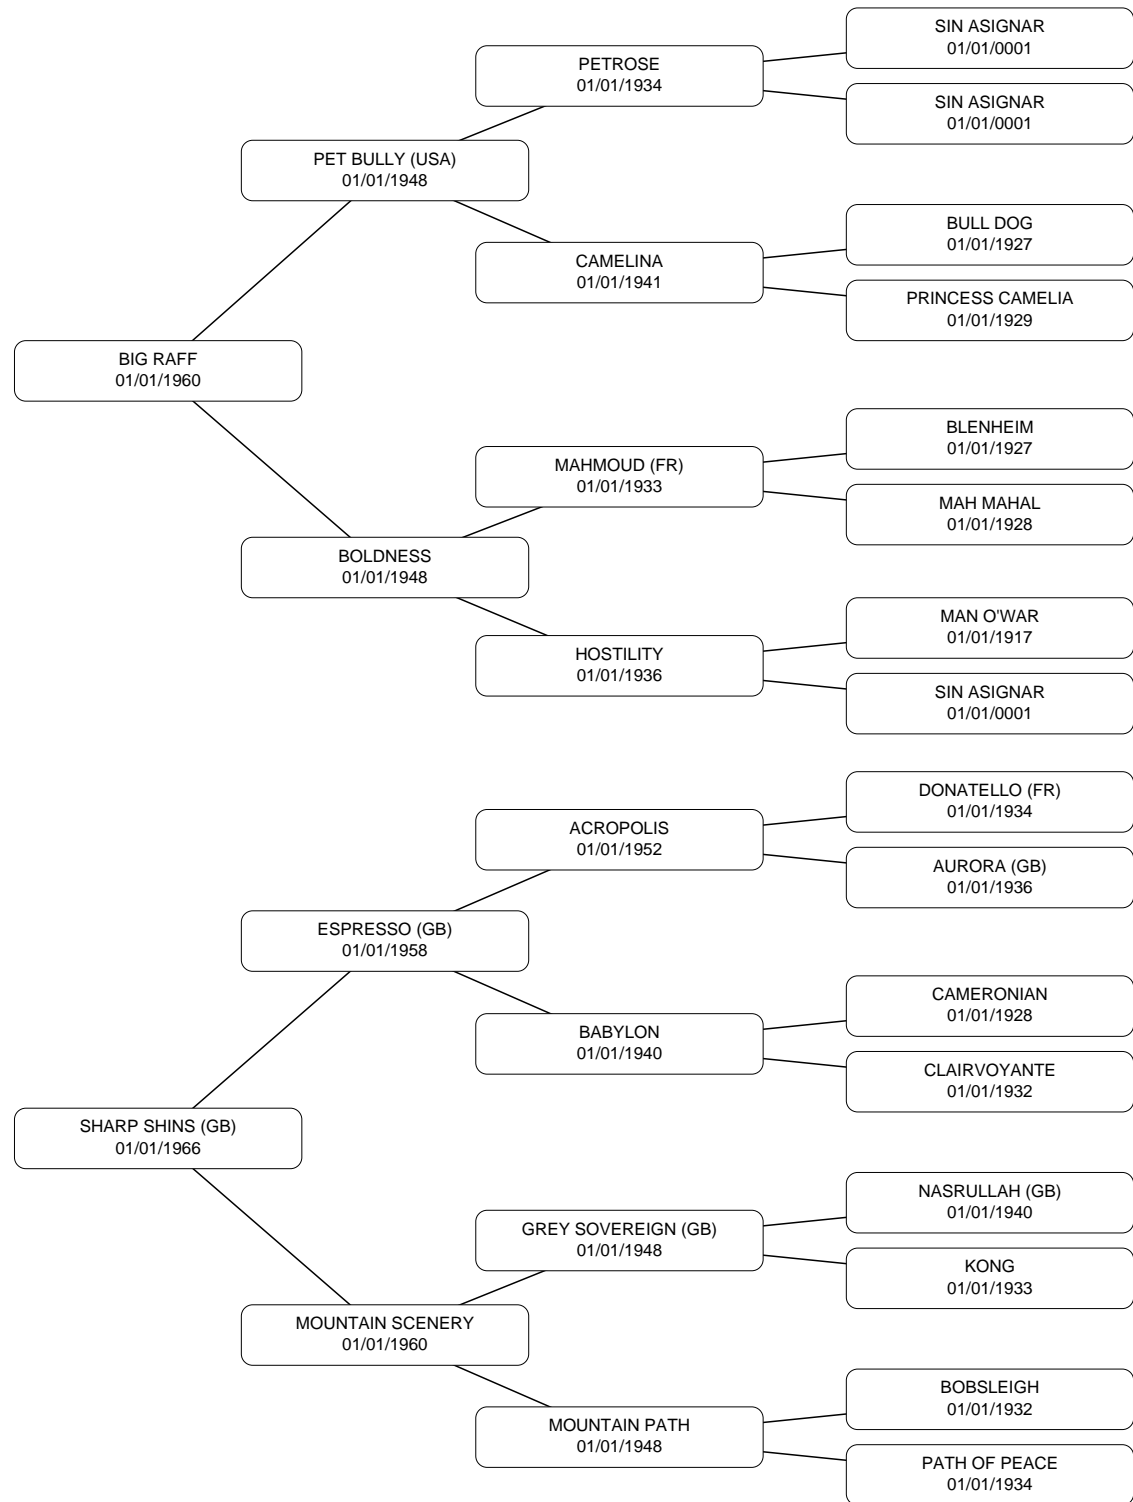 SIN ASIGNAR
01/01/0001
PETROSE
01/01/1934
SIN ASIGNAR
01/01/0001
PET BULLY (USA)
01/01/1948
BULL DOG
01/01/1927
CAMELINA
01/01/1941
PRINCESS CAMELIA
01/01/1929
BIG RAFF
01/01/1960
BLENHEIM
01/01/1927
MAHMOUD (FR)
01/01/1933
MAH MAHAL
01/01/1928
BOLDNESS
01/01/1948
MAN O'WAR
01/01/1917
HOSTILITY
01/01/1936
SIN ASIGNAR
01/01/0001
DONATELLO (FR)
01/01/1934
ACROPOLIS
01/01/1952
AURORA (GB)
01/01/1936
ESPRESSO (GB)
01/01/1958
CAMERONIAN
01/01/1928
BABYLON
01/01/1940
CLAIRVOYANTE
01/01/1932
SHARP SHINS (GB)
01/01/1966
NASRULLAH (GB)
01/01/1940
GREY SOVEREIGN (GB)
01/01/1948
KONG
01/01/1933
MOUNTAIN SCENERY
01/01/1960
BOBSLEIGH
01/01/1932
MOUNTAIN PATH
01/01/1948
PATH OF PEACE
01/01/1934